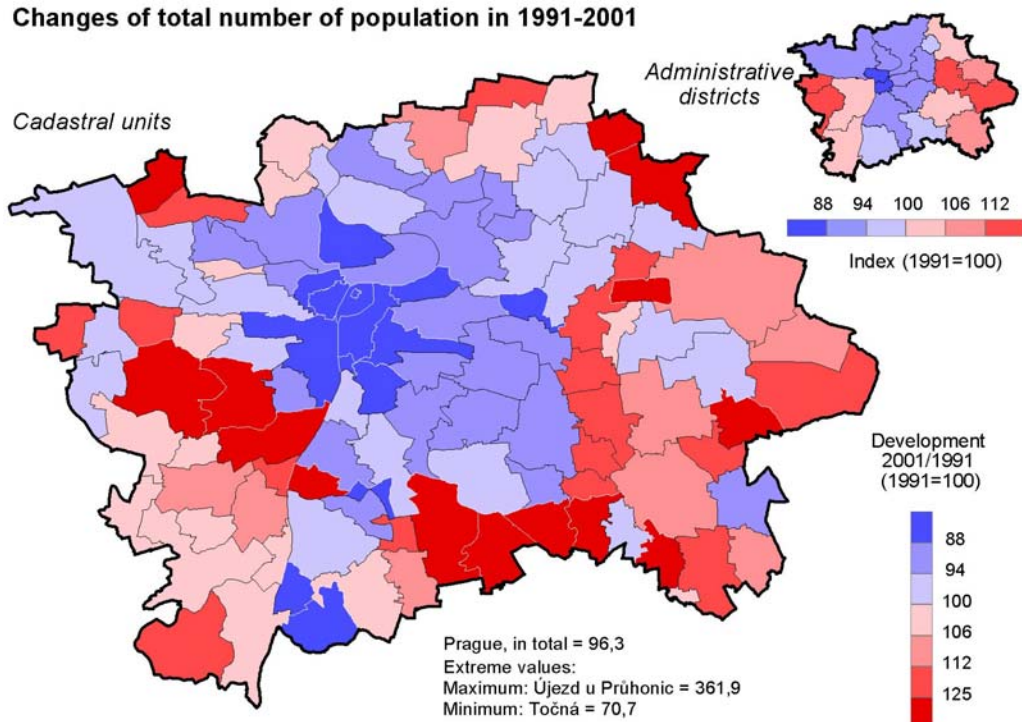 Changes of total number of population in 1991-2001
Administrative
districts
Cadastral units
88 94 100 106 112
Index (1991=100)
Development
2001/1991
(1991=100)
88
94
100
106
112
125
Prague, in total = 96,3
Extreme values:
Maximum: Újezd u Průhonic = 361,9
Minimum: Točná = 70,7